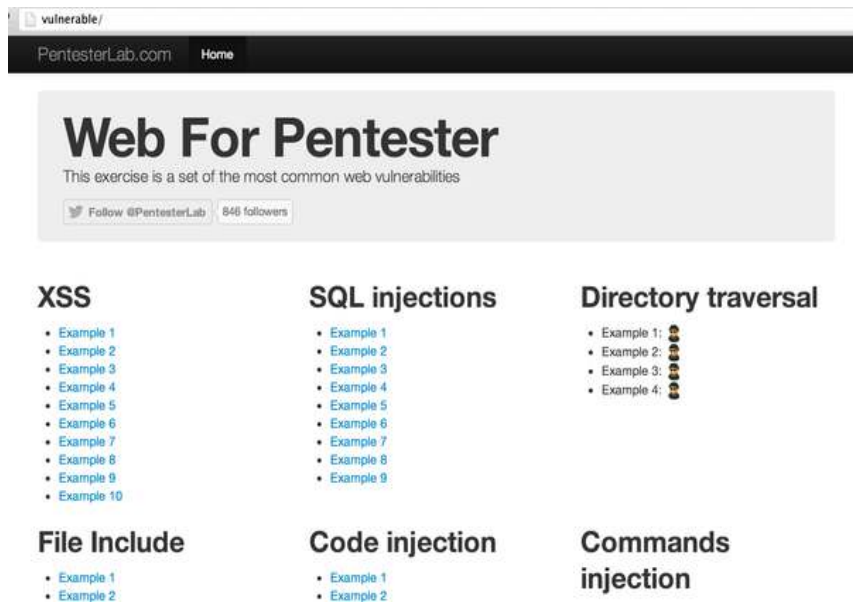 vulnerable/
PentesterLab.com Home
Web For Pentester
This exercise is a set of the most common web vulnerabilities
Follow @PentesterLab 846 followers
XSS
• Example 1
• Example 2
• Example 3
• Example 4
• Example 5
• Example 6
• Example 7
• Example 8
• Example 9
• Example 10
SQL injections
• Example 1
• Example 2
• Example 3
• Example 4
• Example 5
• Example 6
• Example 7
• Example 8
• Example 9
Directory traversal
• Example 1:
• Example 2:
• Example 3:
• Example 4:
File Include
• Example 1
• Example 2
Code injection
• Example 1
• Example 2
Commands
injection